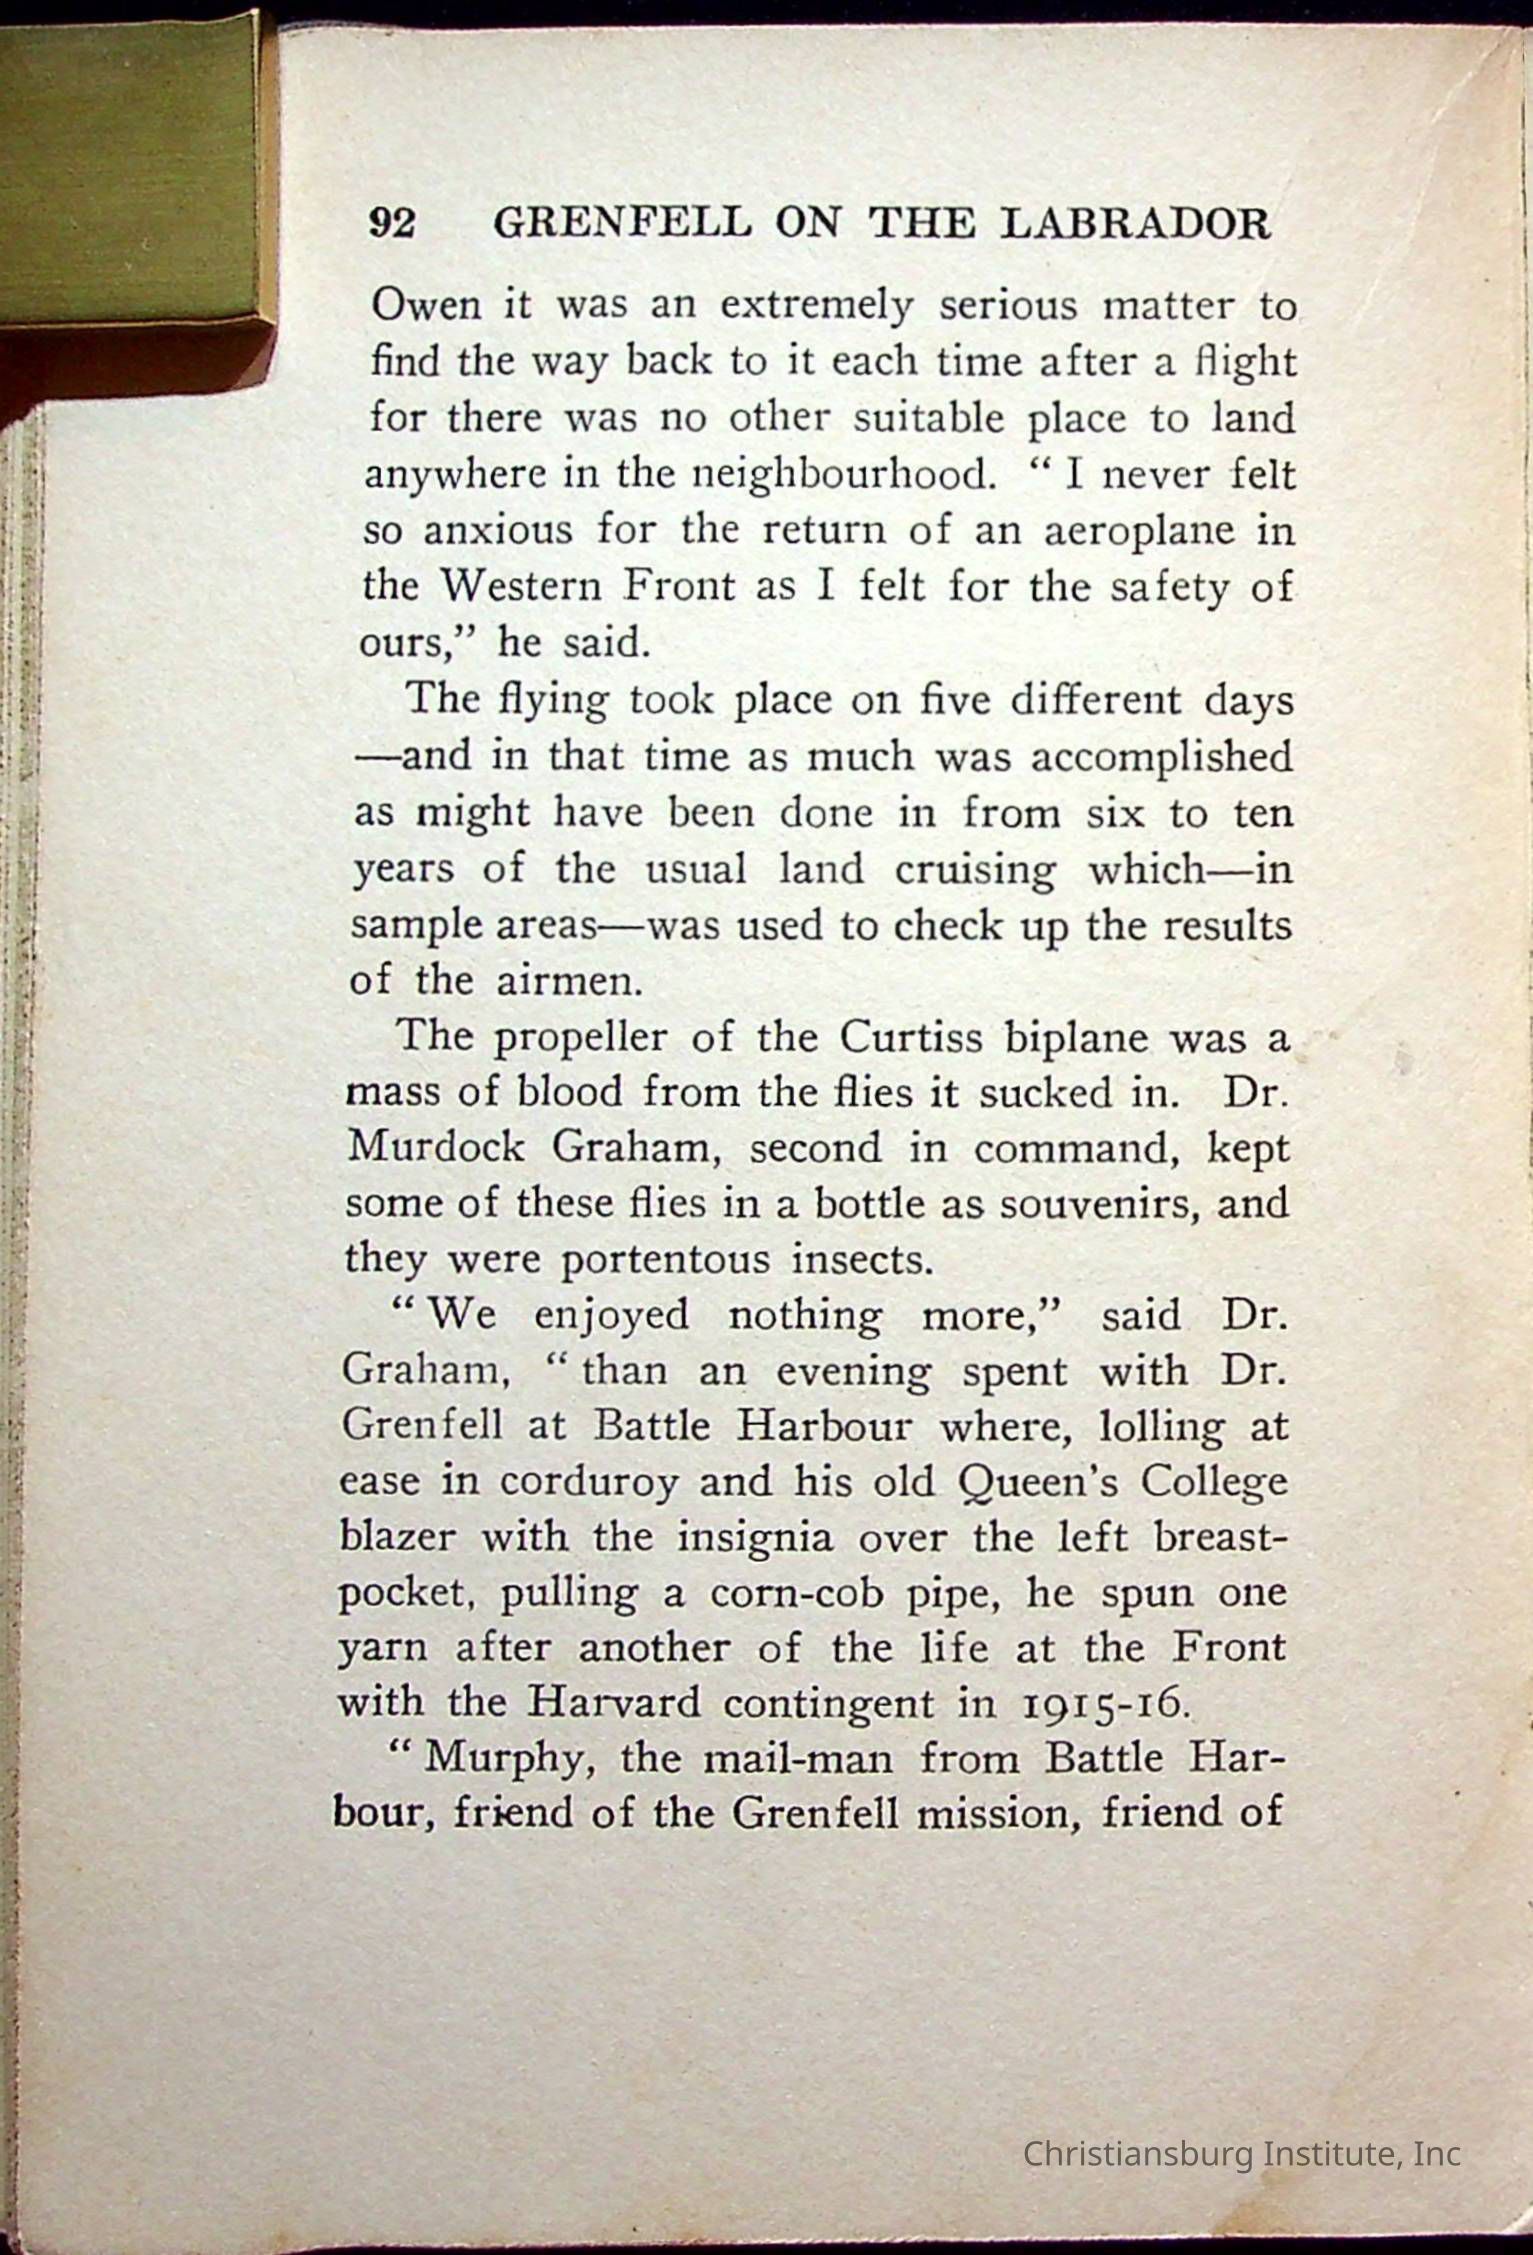 92 GRENFELL ON THE LABRADOR
Owen it was an extremely serious matter to
find the way back to it each time after a flight
for there was no other suitable place to land
anywhere in the neighbourhood. “ I never felt
so anxious for the return of an aeroplane in
the Western Front as I felt for the safety of
ours,” he said.
The flying took place on five different days
—and in that time as much was accomplished
as might have been done in from six to ten
years of the usual land cruising which—in
sample areas—was used to check up the results
of the airmen.
The propeller of the Curtiss biplane was a
mass of blood from the flies it sucked in. Dr.
Murdock Graham, second in command, kept
some of these flies in a bottle as souvenirs, and
they were portentous insects.
“ We enjoyed nothing more,” said Dr.
Graham, “ than an evening spent with Dr.
Grenfell at Battle Harbour where, lolling at
ease in corduroy and his old Queen’s College
blazer with the insignia over the left breast-
pocket, pulling a corn-cob pipe, he spun one
yarn after another of the life at the Front
with the Harvard contingent in 1915-16.
“ Murphy, the mail-man from Battle Har-
bour, friend of the Grenfell mission, friend of
Christiansburg Institute, Inc